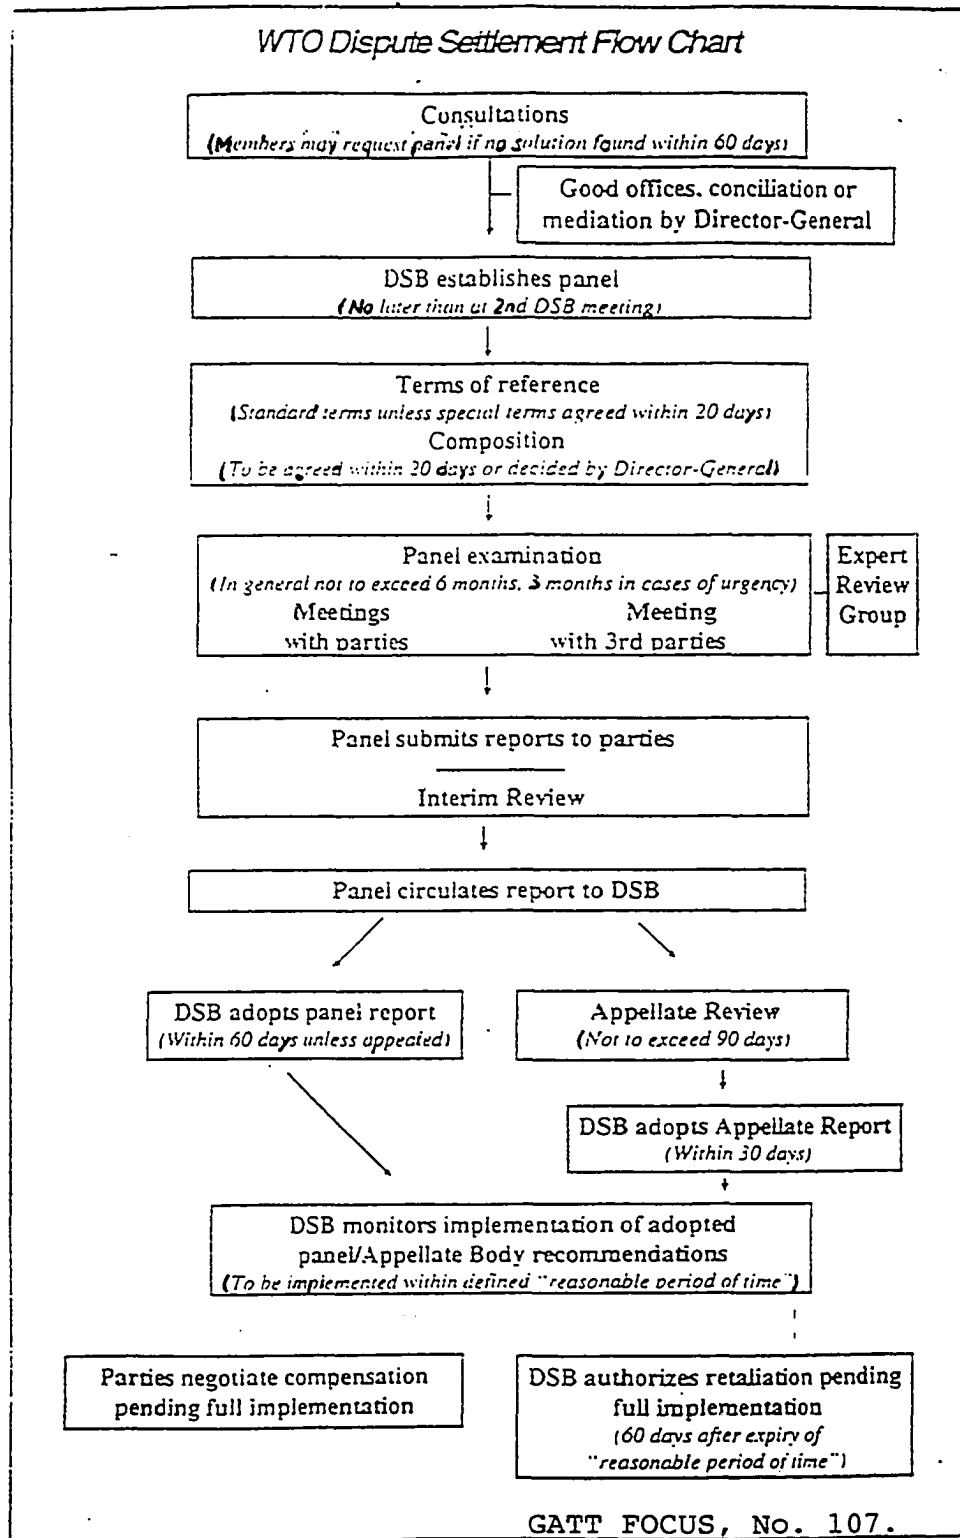 WTO Dispute Settlement Flow Chart
Consultations
(Members may request panel if no solution found within 60 days)
Good offices, conciliation or
mediation by Director-General
DSB establishes panel
(No later than at 2nd DSB meeting)
Terms of reference
(Standard terms unless special terms agreed within 20 days)
Composition
(To be agreed within 20 days or decided by Director-General)
Panel examination
(In general not to exceed 6 months, 3 months in cases of urgency)
Meetings
with parties
Meeting
with 3rd parties
Expert
Review
Group
Panel submits reports to parties
Interim Review
Panel circulates report to DSB
DSB adopts panel report
(Within 60 days unless appealed)
Appellate Review
(Not to exceed 90 days)
DSB adopts Appellate Report
(Within 30 days)
DSB monitors implementation of adopted
panel/Appellate Body recommendations
(To be implemented within defined "reasonable period of time")
Parties negotiate compensation
pending full implementation
DSB authorizes retaliation pending
full implementation
(60 days after expiry of
"reasonable period of time")
GATT FOCUS, No. 107.